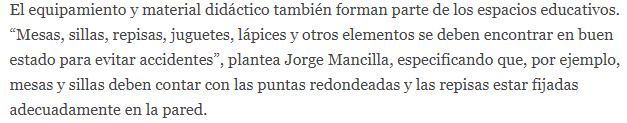 El equipamiento y material didáctico también forman parte de los espacios educativos.
“Mesas, sillas, repisas, juguetes, lápices y otros elementos se deben encontrar en buen
estado para evitar accidentes”, plantea Jorge Mancilla, especificando que, por ejemplo,
mesas y sillas deben contar con las puntas redondeadas y las repisas estar fijadas
adecuadamente en la pared.